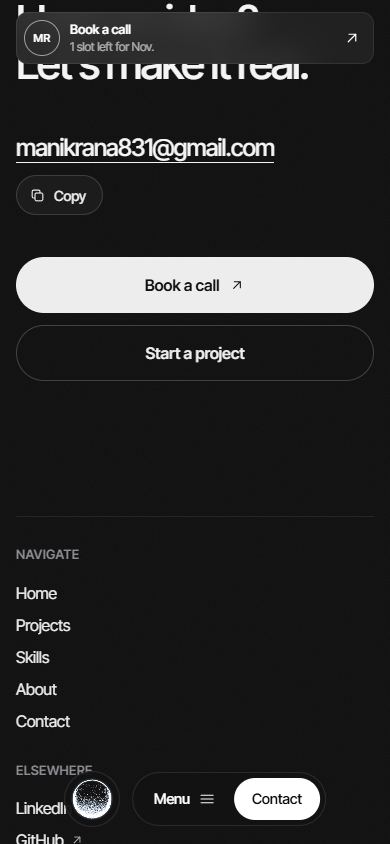 MR
Book a call
1 slot left for Nov.
Let's make it real.
manikrana831@gmail.com
Copy
Book a call
Start a project
NAVIGATE
Home
Projects
Skills
About
Contact
ELSEWHERE
Menu
Contact
GitHub